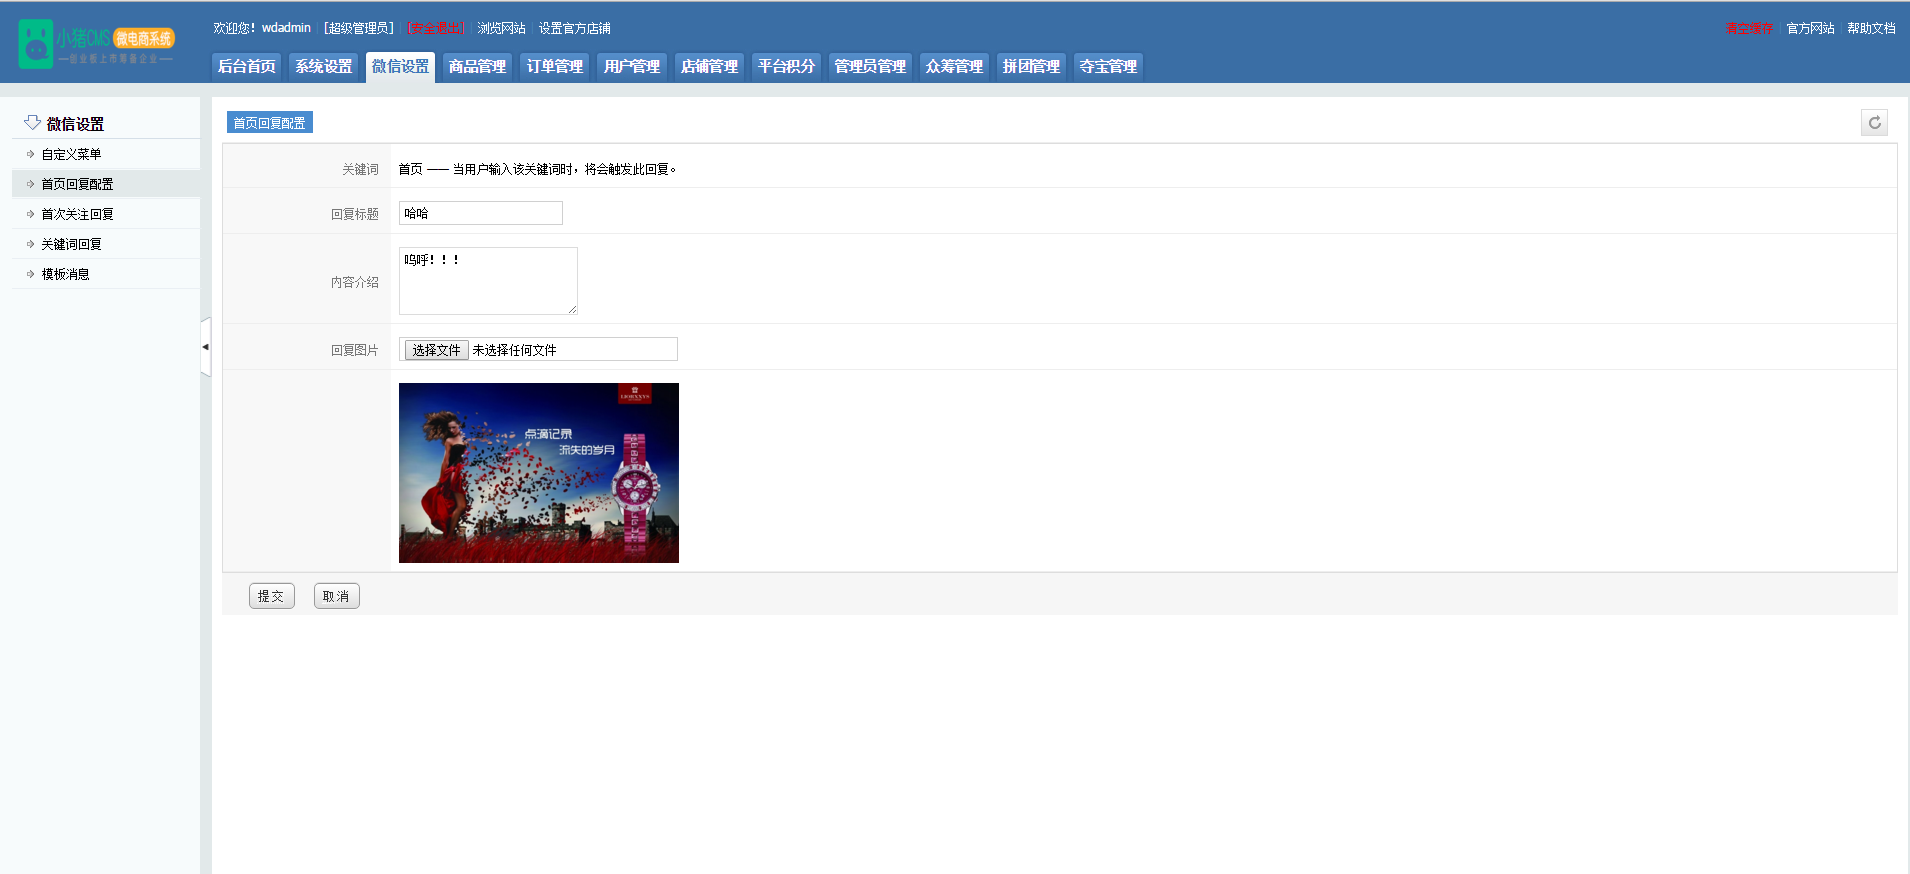 小猪CMS 微电商系统
—创业板上市筹备企业—
欢迎您！wdadmin [超级管理员] [安全退出] 浏览网站 设置官方店铺
清空缓存 官方网站 帮助文档
后台首页 系统设置 微信设置 商品管理 订单管理 用户管理 店铺管理 平台积分 管理员管理 众筹管理 拼团管理 夺宝管理
微信设置
自定义菜单
首页回复配置
首次关注回复
关键词回复
模板消息
首页回复配置
关键词 首页 —— 当用户输入该关键词时，将会触发此回复。
回复标题 哈哈
内容介绍 呜呼！！！
回复图片 选择文件 未选择任何文件
LIORXXYS
点滴记录
流失的岁月
提交 取消